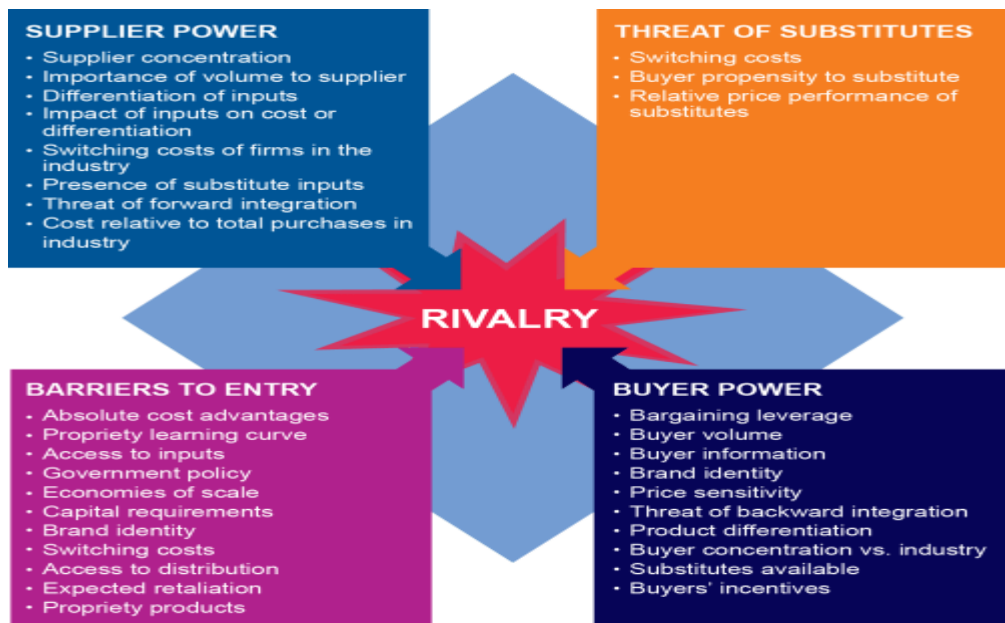 SUPPLIER POWER
• Supplier concentration
• Importance of volume to supplier
• Differentiation of inputs
• Impact of inputs on cost or
differentiation
• Switching costs of firms in the
industry
• Presence of substitute inputs
• Threat of forward integration
• Cost relative to total purchases in
industry
THREAT OF SUBSTITUTES
• Switching costs
• Buyer propensity to substitute
• Relative price performance of
substitutes
RIVALRY
BARRIERS TO ENTRY
• Absolute cost advantages
• Propriety learning curve
• Access to inputs
• Government policy
• Economies of scale
• Capital requirements
• Brand identity
• Switching costs
• Access to distribution
• Expected retaliation
• Propriety products
BUYER POWER
• Bargaining leverage
• Buyer volume
• Buyer information
• Brand identity
• Price sensitivity
• Threat of backward integration
• Product differentiation
• Buyer concentration vs. industry
• Substitutes available
• Buyers' incentives